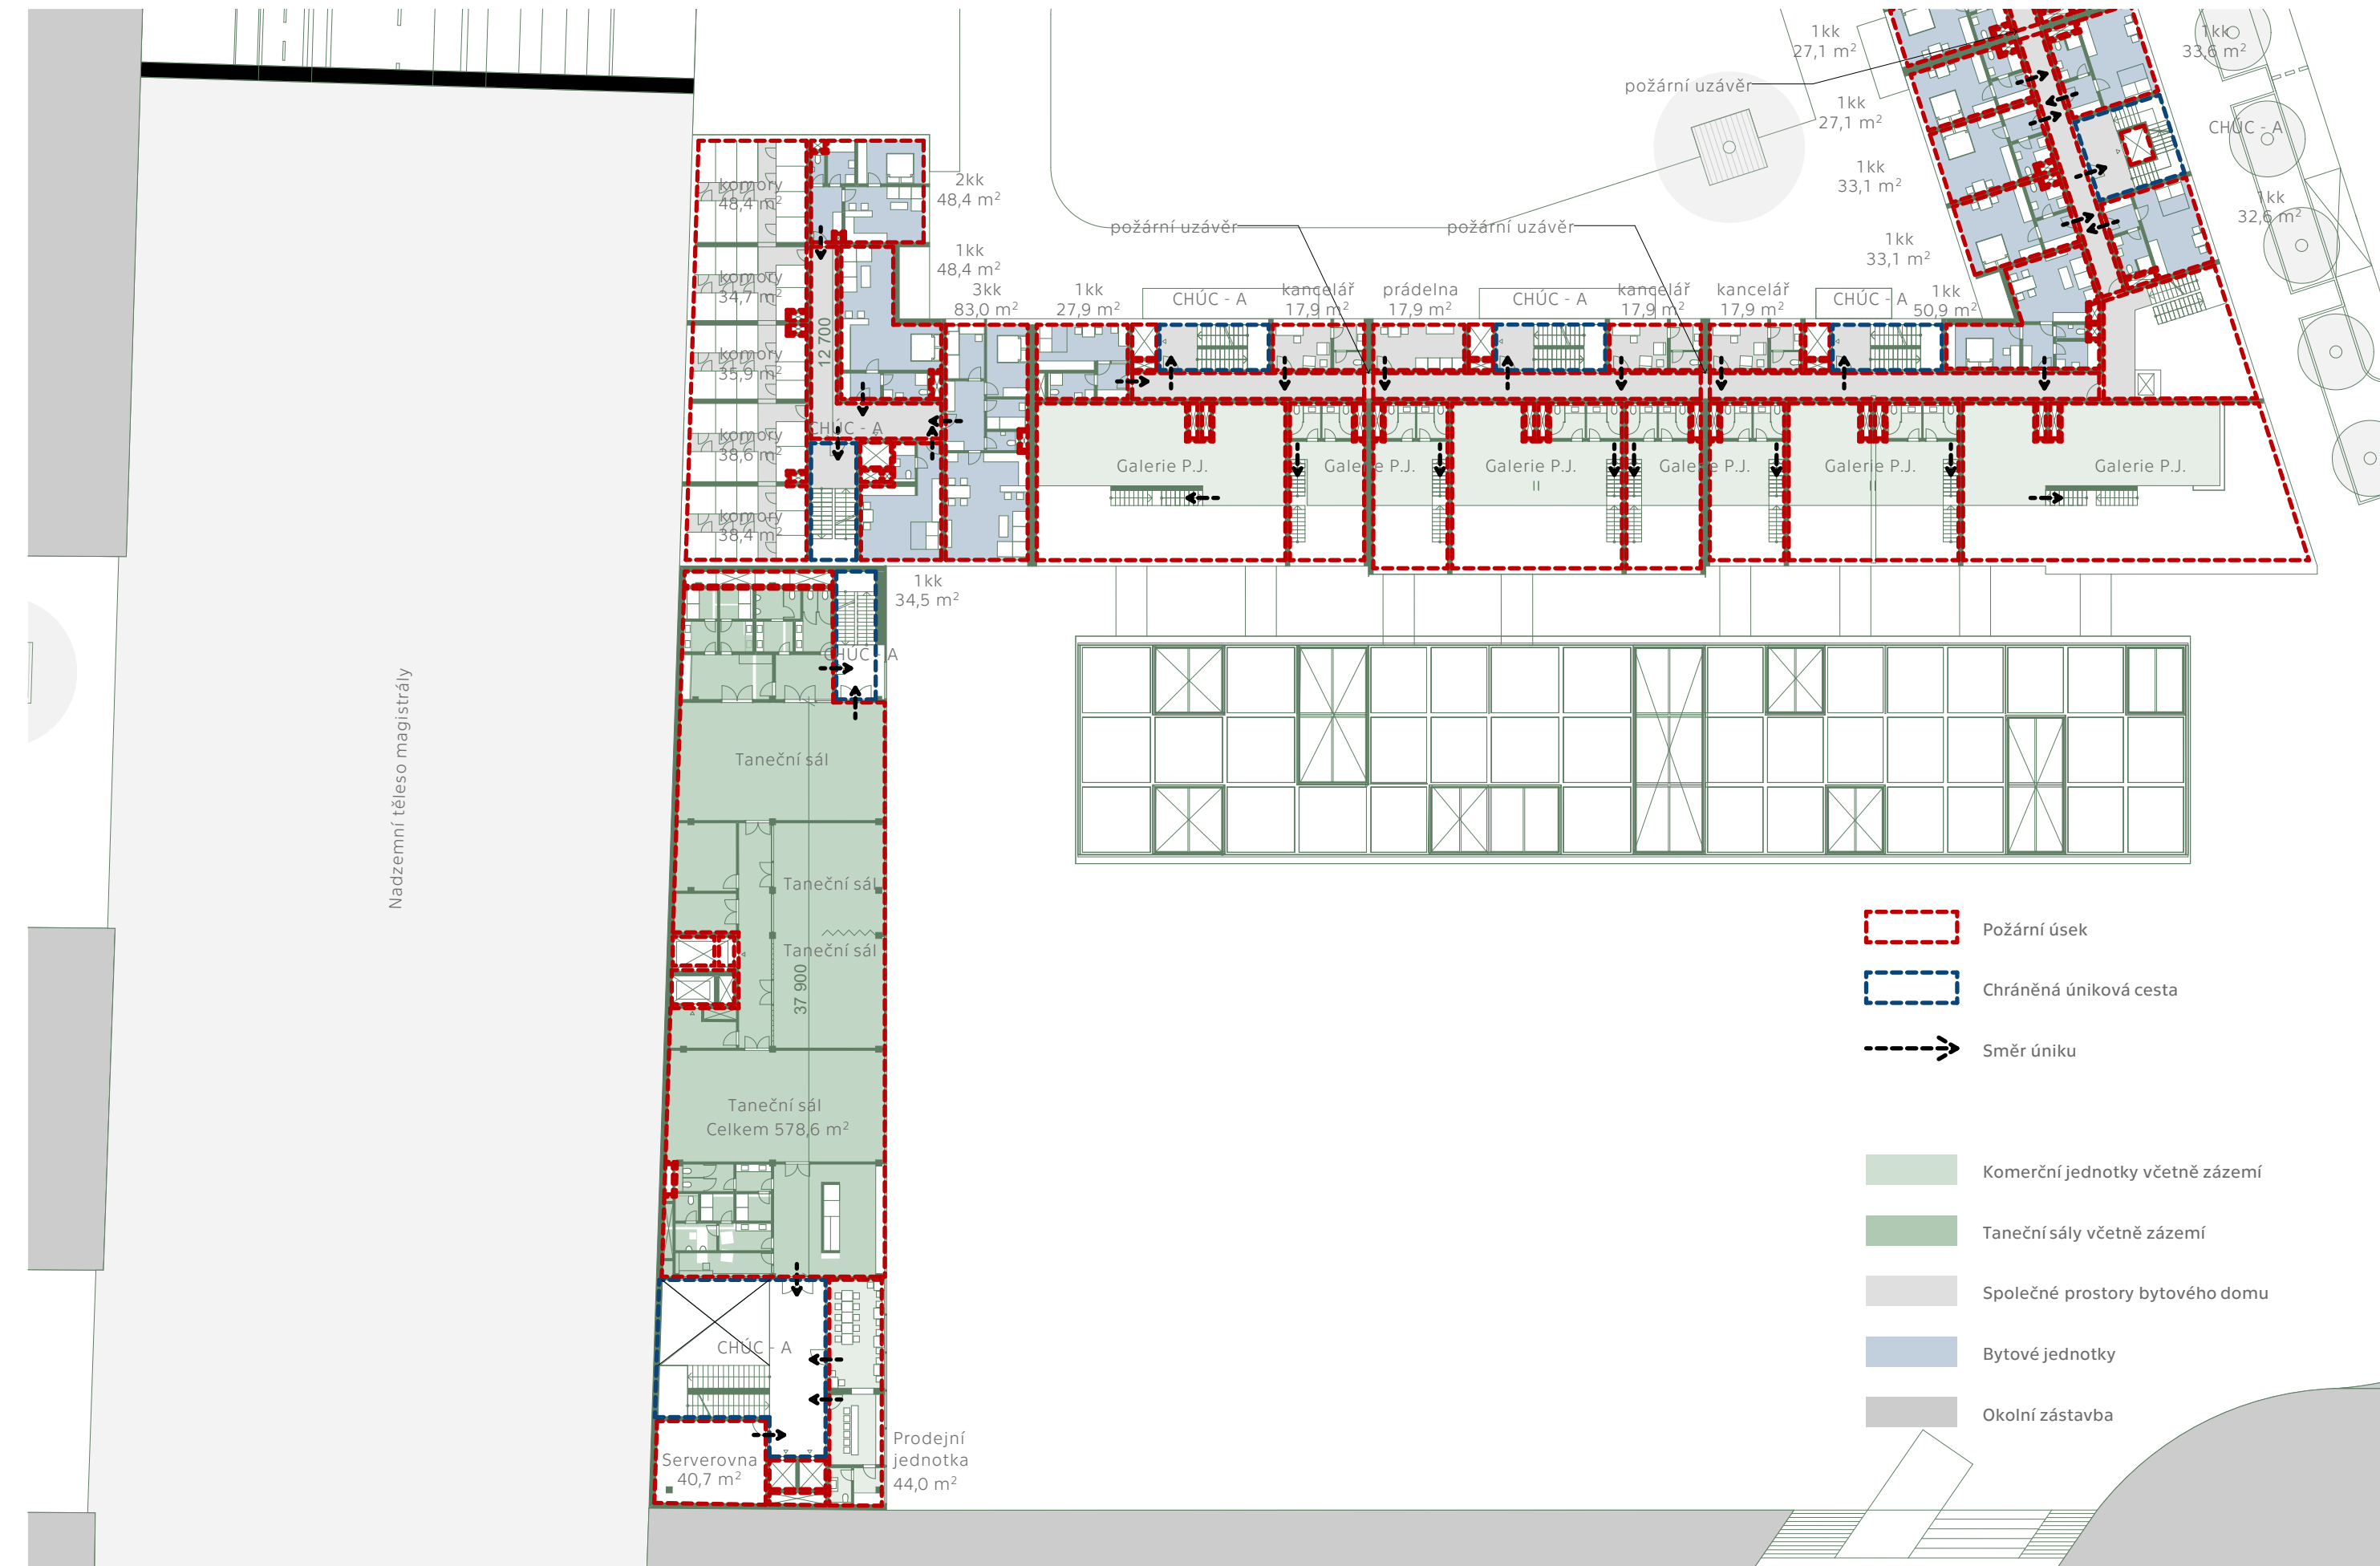 1kk
27,1 m²
1kk
33,6 m²
požární uzávěr
1kk
27,1 m²
CHÚC - A
komory
48,4 m²
2kk
48,4 m²
1kk
33,1 m²
1kk
32,6 m²
požární uzávěr
požární uzávěr
1kk
48,4 m²
1kk
33,1 m²
komory
34,7 m²
3kk
83,0 m²
1kk
27,9 m²
CHÚC - A
kancelář
17,9 m²
prádelna
17,9 m²
CHÚC - A
kancelář
17,9 m²
kancelář
17,9 m²
CHÚC - A
1kk
50,9 m²
12 700
komory
35,9 m²
CHÚC - A
komory
38,6 m²
Galerie P.J.
Galerie P.J.
Galerie P.J.
Galerie P.J.
Galerie P.J.
Galerie P.J.
komory
38,4 m²
1kk
34,5 m²
CHÚC - A
Nadzemní těleso magistrály
Taneční sál
Taneční sál
Taneční sál
37 900
Taneční sál
Celkem 578,6 m²
CHÚC - A
Serverovna
40,7 m²
Prodejní
jednotka
44,0 m²
Požární úsek
Chráněná úniková cesta
Směr úniku
Komerční jednotky včetně zázemí
Taneční sály včetně zázemí
Společné prostory bytového domu
Bytové jednotky
Okolní zástavba